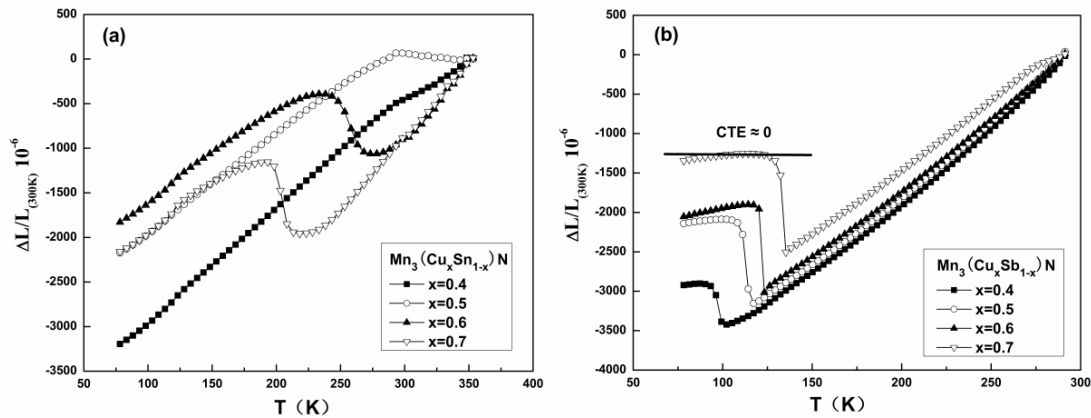 (a)
500
0
-500
-1000
-1500
-2000
-2500
-3000
-3500
50 100 150 200 250 300 350 400
ΔL/L(300K) 10-6
T（K）
Mn3（CuxSn1-x）N
x=0.4
x=0.5
x=0.6
x=0.7
(b)
500
0
-500
-1000
-1500
-2000
-2500
-3000
-3500
-4000
50 100 150 200 250 300
ΔL/L(300K) 10-6
T（K）
CTE ≈ 0
Mn3（CuxSb1-x）N
x=0.4
x=0.5
x=0.6
x=0.7